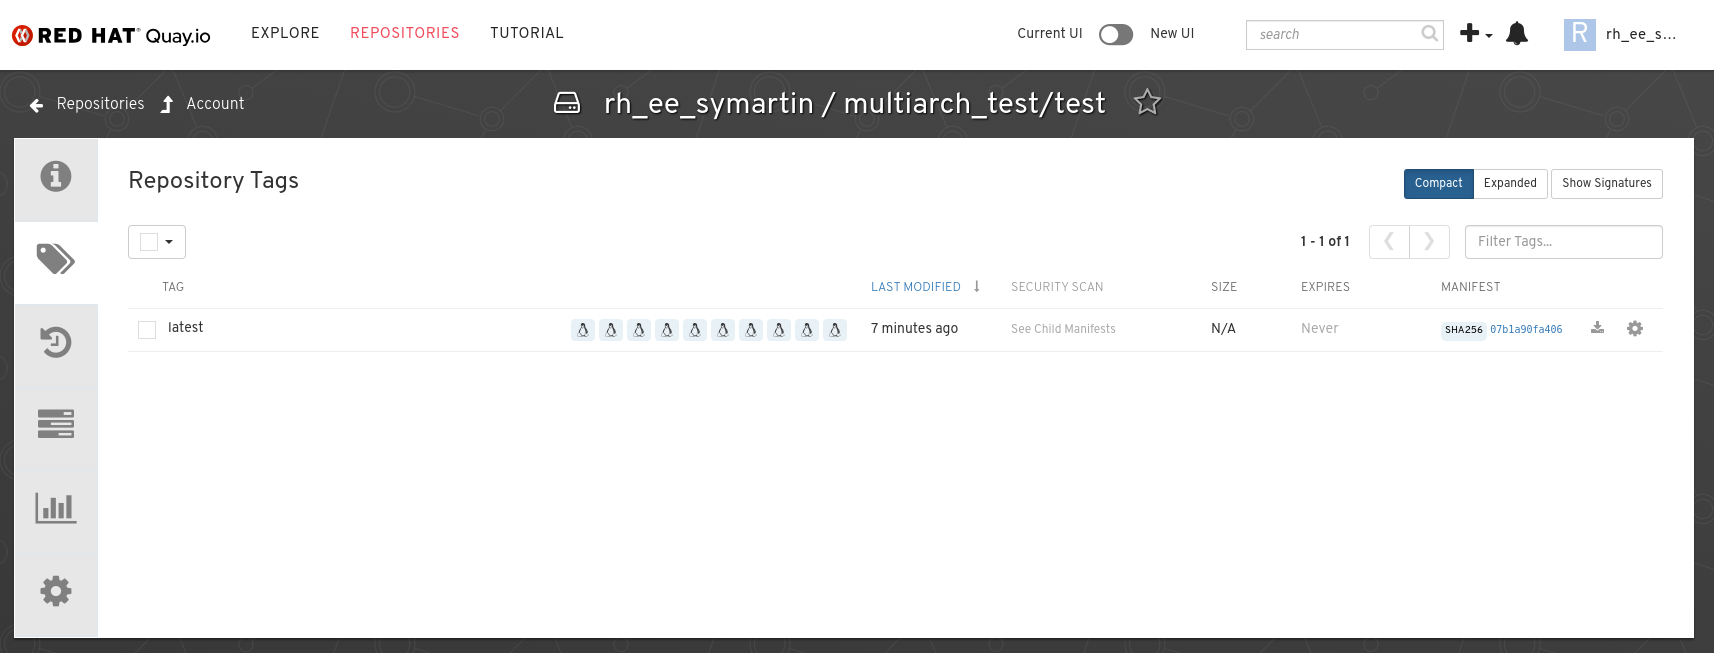 RED HAT Quay.io EXPLORE REPOSITORIES TUTORIAL Current UI New UI search R rh_ee_s...
Repositories Account rh_ee_symartin / multiarch_test/test
Repository Tags Compact Expanded Show Signatures
1 - 1 of 1 Filter Tags...
TAG LAST MODIFIED SECURITY SCAN SIZE EXPIRES MANIFEST
latest 7 minutes ago See Child Manifests N/A Never SHA256 07b1a90fa406